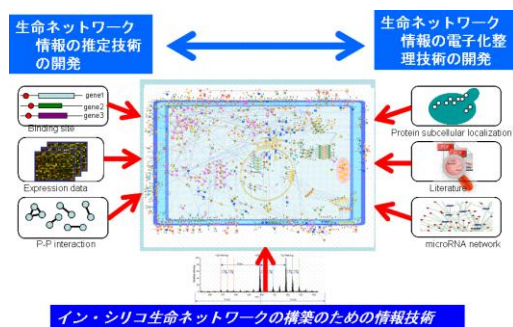 生命ネットワーク
情報の推定技術
の開発
生命ネットワーク
情報の電子化整
理技術の開発
gene1
gene2
gene3
Binding site
Expression data
P-P interaction
Protein subcellular localization
Literature
microRNA network
イン・シリコ生命ネットワークの構築のための情報技術